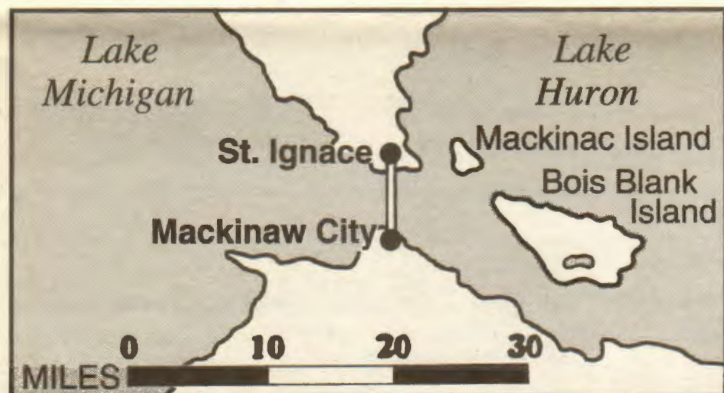 Lake
Michigan
Lake
Huron
St. Ignace
Mackinac Island
Bois Blank
Island
Mackinaw City
0 10 20 30
MILES